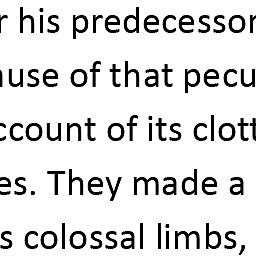 r his predecessor
ause of that pecu
ccount of its clott
es. They made a
s colossal limbs,